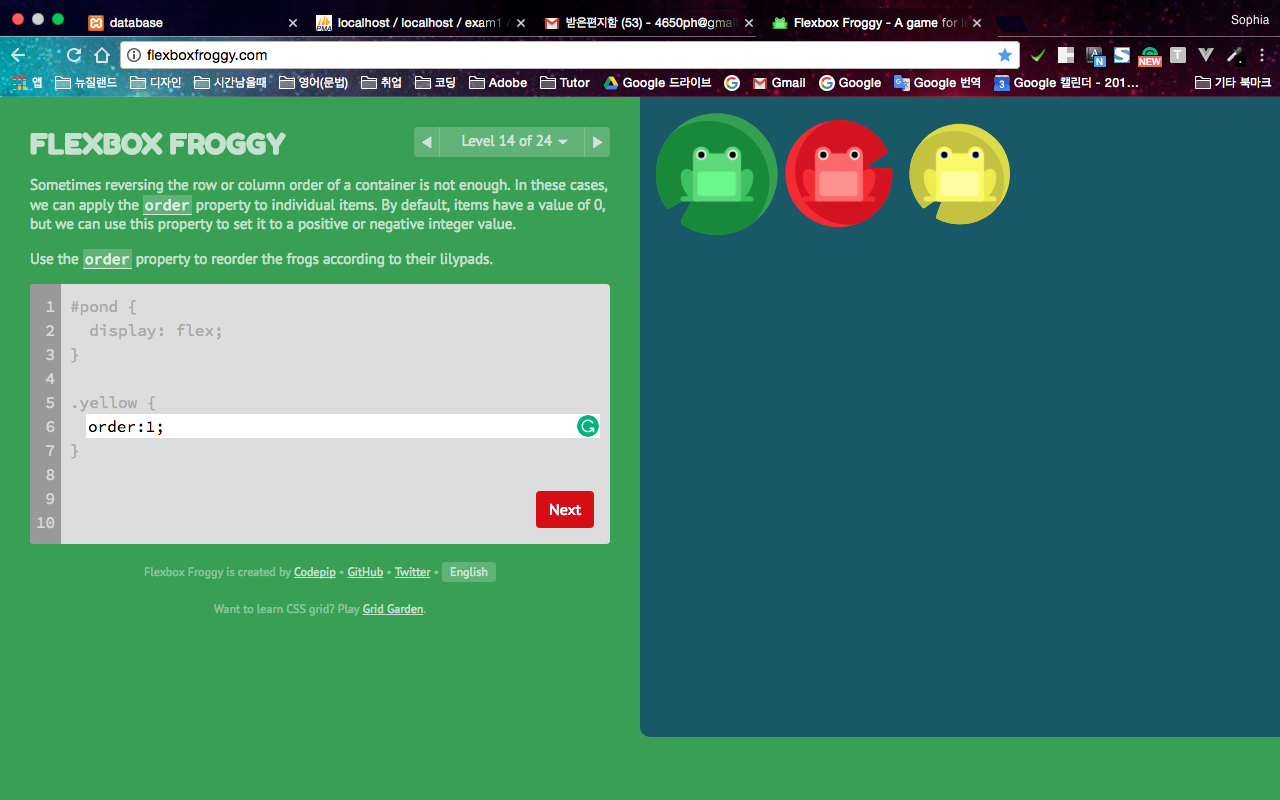 database
localhost / localhost / exam1
받은편지함 (53) - 4650ph@gmail
Flexbox Froggy - A game for
Sophia
flexboxfroggy.com
NEW
앱 뉴질랜드 디자인 시간남을때 영어(문법) 취업 코딩 Adobe Tutor Google 드라이브 Gmail Google Google 번역 3 Google 캘린더 - 201... 기타 북마크
FLEXBOX FROGGY
Level 14 of 24
Sometimes reversing the row or column order of a container is not enough. In these cases,
we can apply the order property to individual items. By default, items have a value of 0,
but we can use this property to set it to a positive or negative integer value.
Use the order property to reorder the frogs according to their lilypads.
1 #pond {
2 display: flex;
3 }
4
5 .yellow {
6 order:1;
7 }
8
9
10
Next
Flexbox Froggy is created by Codepip • GitHub • Twitter • English
Want to learn CSS grid? Play Grid Garden.